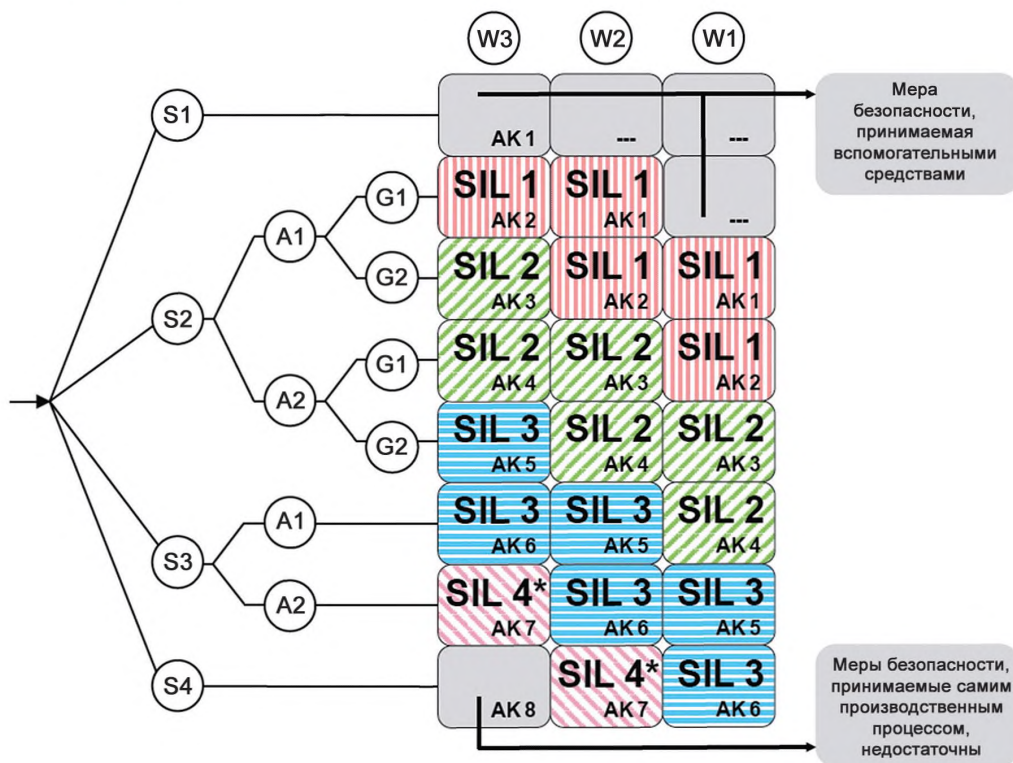 W3 W2 W1
S1
AK 1 --- ---
Мера
безопасности,
принимаемая
вспомогательными
средствами
G1
SIL 1 SIL 1
AK 2 AK 1 ---
A1
G2
SIL 2 SIL 1 SIL 1
AK 3 AK 2 AK 1
S2
G1
SIL 2 SIL 2 SIL 1
AK 4 AK 3 AK 2
A2
G2
SIL 3 SIL 2 SIL 2
AK 5 AK 4 AK 3
A1
SIL 3 SIL 3 SIL 2
AK 6 AK 5 AK 4
S3
A2
SIL 4* SIL 3 SIL 3
AK 7 AK 6 AK 5
S4
SIL 4* SIL 3
AK 8 AK 7 AK 6
Меры безопасности,
принимаемые самим
производственным
процессом,
недостаточны